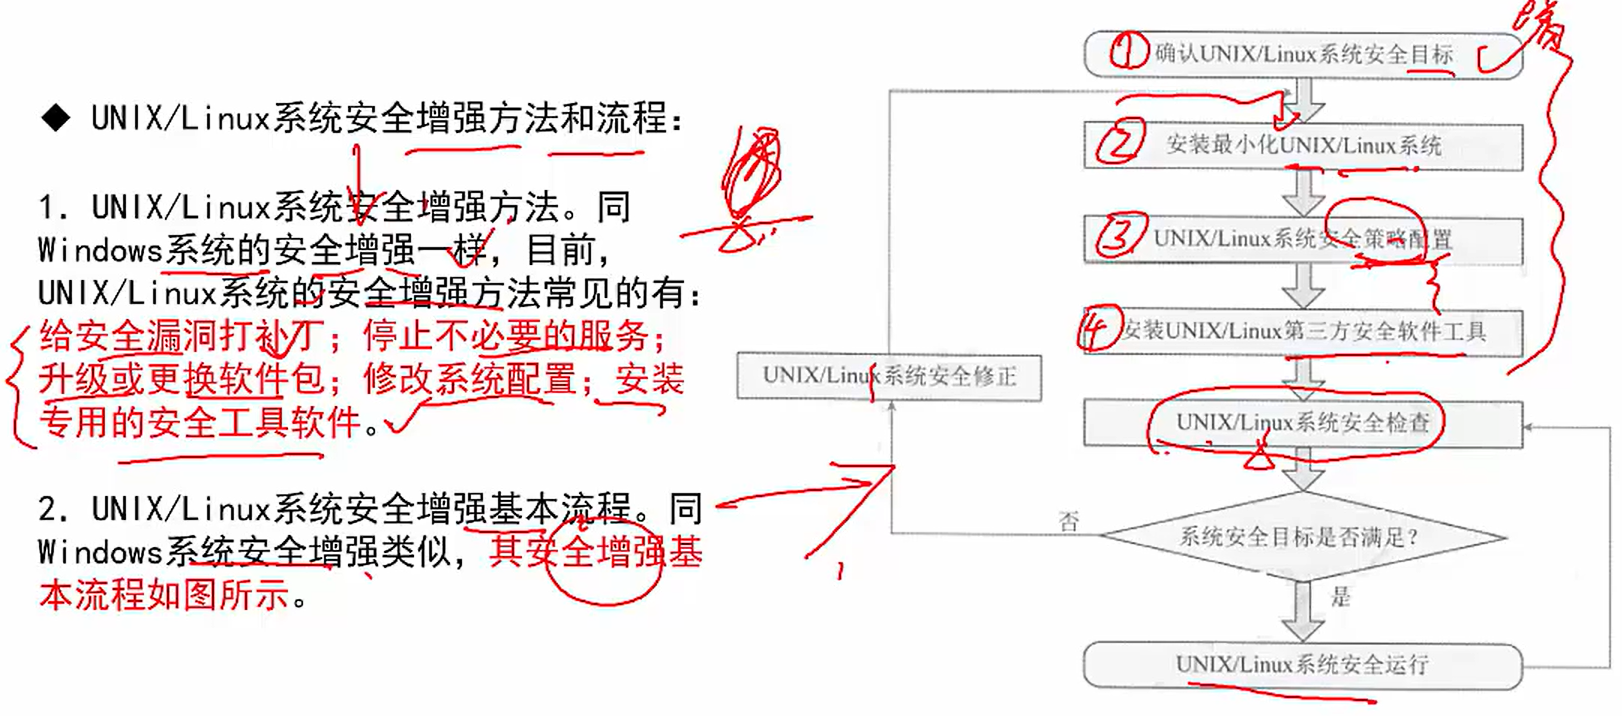 ◆ UNIX/Linux系统安全增强方法和流程：
1. UNIX/Linux系统安全增强方法。同
Windows系统的安全增强一样，目前，
UNIX/Linux系统的安全增强方法常见的有：
给安全漏洞打补丁；停止不必要的服务；
升级或更换软件包；修改系统配置；安装
专用的安全工具软件。
2. UNIX/Linux系统安全增强基本流程。同
Windows系统安全增强类似，其安全增强基
本流程如图所示。
① 确认UNIX/Linux系统安全目标
② 安装最小化UNIX/Linux系统
③ UNIX/Linux系统安全策略配置
④ 安装UNIX/Linux第三方安全软件工具
UNIX/Linux系统安全修正
UNIX/Linux系统安全检查
否
系统安全目标是否满足？
是
UNIX/Linux系统安全运行